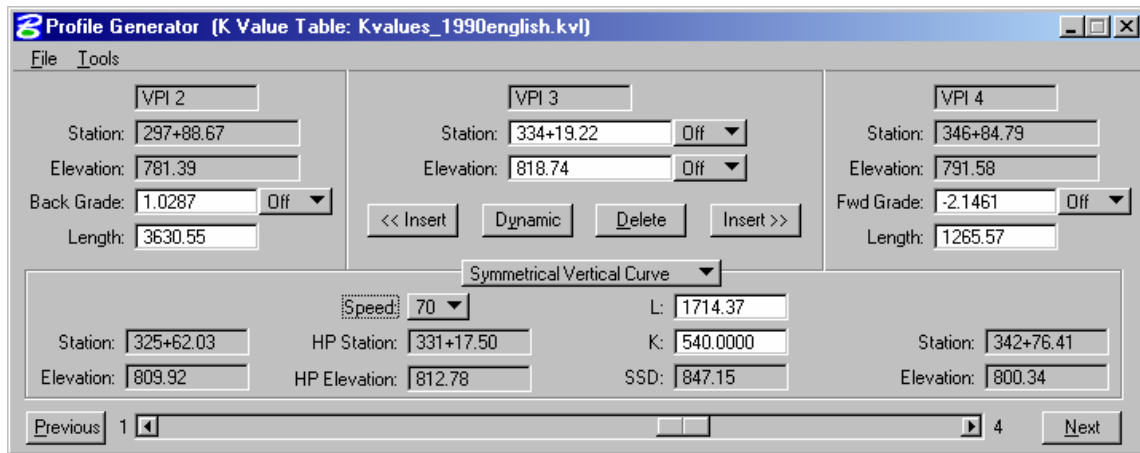 Profile Generator (K Value Table: Kvalues_1990english.kvl)
File Tools
VPI 2 VPI 3 VPI 4
Station: 297+88.67 Station: 334+19.22 Off Station: 346+84.79
Elevation: 781.39 Elevation: 818.74 Off Elevation: 791.58
Back Grade: 1.0287 Off Fwd Grade: -2.1461 Off
<< Insert Dynamic Delete Insert >>
Length: 3630.55 Length: 1265.57
Symmetrical Vertical Curve
Speed: 70 L: 1714.37
Station: 325+62.03 HP Station: 331+17.50 K: 540.0000 Station: 342+76.41
Elevation: 809.92 HP Elevation: 812.78 SSD: 847.15 Elevation: 800.34
Previous 1 4 Next